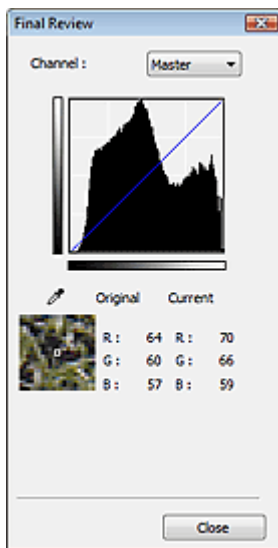 Final Review
Channel : Master
Original Current
R : 64 R : 70
G : 60 G : 66
B : 57 B : 59
Close